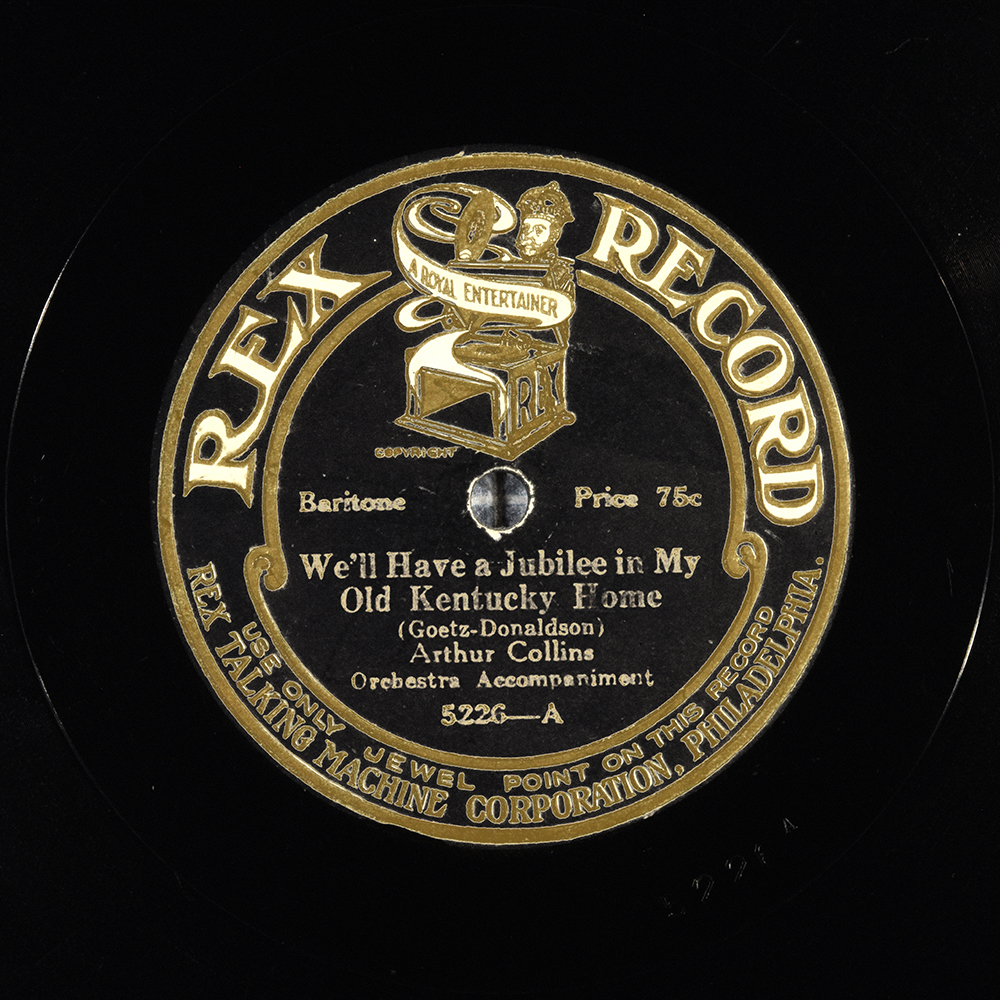 REX RECORD
A ROYAL ENTERTAINER
REX
COPYRIGHT
Baritone Price 75c
We'll Have a Jubilee in My
Old Kentucky Home
(Goetz-Donaldson)
Arthur Collins
Orchestra Accompaniment
5226—A
USE ONLY JEWEL POINT ON THIS RECORD
REX TALKING MACHINE CORPORATION, PHILADELPHIA.